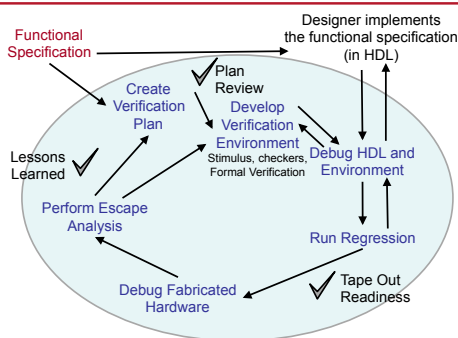 Functional
Specification
Designer implements
the functional specification
(in HDL)
Create
Verification
Plan
Plan
Review
Develop
Verification
Environment
Stimulus, checkers,
Formal Verification
Debug HDL and
Environment
Lessons
Learned
Perform Escape
Analysis
Run Regression
Debug Fabricated
Hardware
Tape Out
Readiness